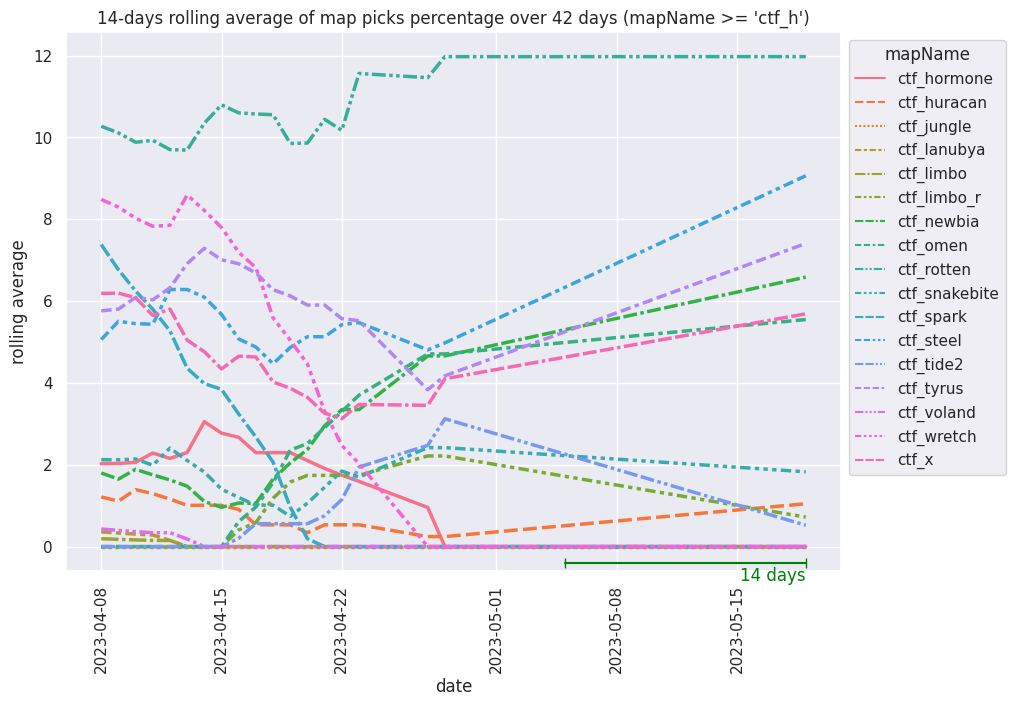 14-days rolling average of map picks percentage over 42 days (mapName >= 'ctf_h')
mapName
ctf_hormone
ctf_huracan
ctf_jungle
ctf_lanubya
ctf_limbo
ctf_limbo_r
ctf_newbia
ctf_omen
ctf_rotten
ctf_snakebite
ctf_spark
ctf_steel
ctf_tide2
ctf_tyrus
ctf_voland
ctf_wretch
ctf_x
rolling average
12
10
8
6
4
2
0
14 days
2023-04-08
2023-04-15
2023-04-22
2023-05-01
2023-05-08
2023-05-15
date